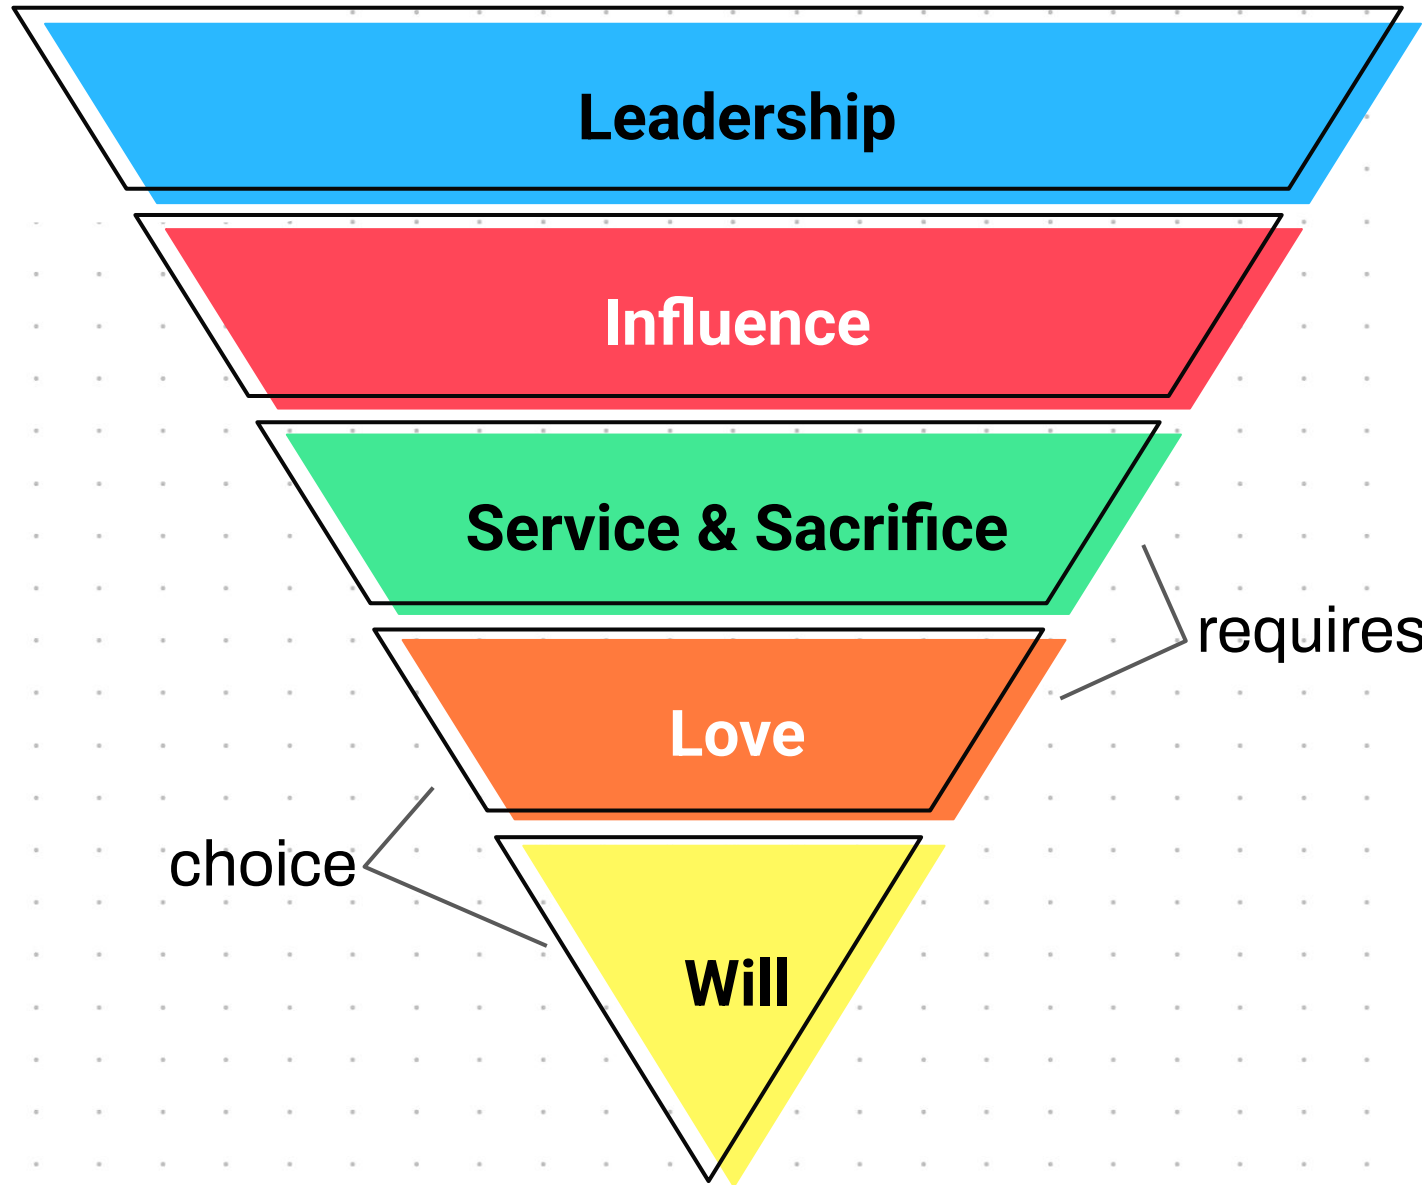 Leadership
Influence
Service & Sacrifice
requires
Love
choice
Will